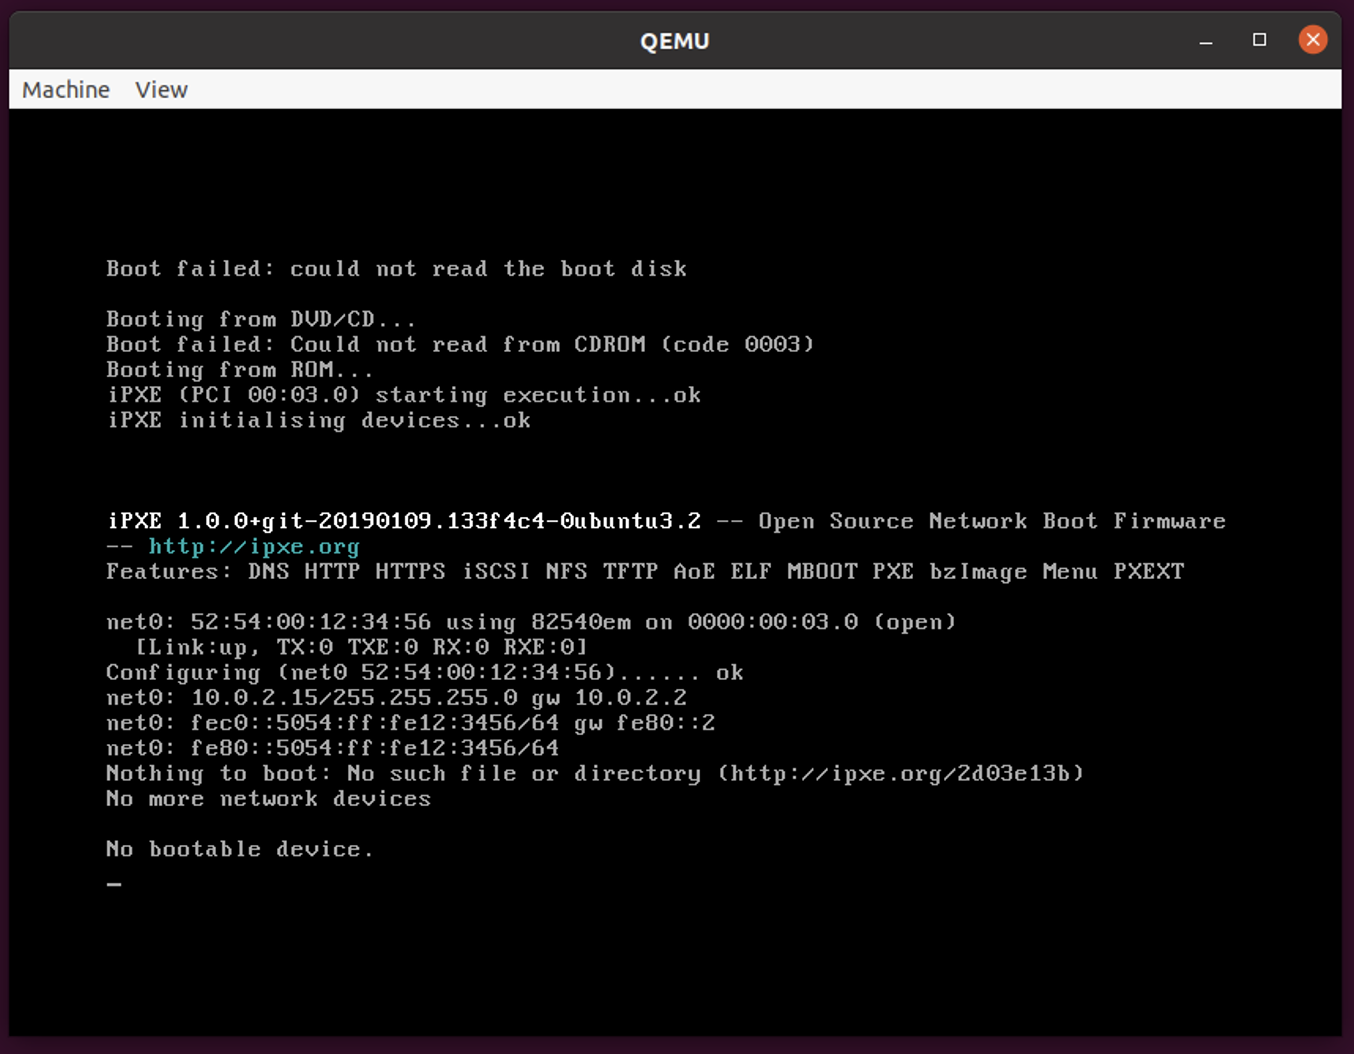 QEMU
Machine View
Boot failed: could not read the boot disk
Booting from DVD/CD...
Boot failed: Could not read from CDROM (code 0003)
Booting from ROM...
iPXE (PCI 00:03.0) starting execution...ok
iPXE initialising devices...ok
iPXE 1.0.0+git-20190109.133f4c4-0ubuntu3.2 -- Open Source Network Boot Firmware
-- http://ipxe.org
Features: DNS HTTP HTTPS iSCSI NFS TFTP AoE ELF MBOOT PXE bzImage Menu PXEXT
net0: 52:54:00:12:34:56 using 82540em on 0000:00:03.0 (open)
[Link:up, TX:0 TXE:0 RX:0 RXE:0]
Configuring (net0 52:54:00:12:34:56)...... ok
net0: 10.0.2.15/255.255.255.0 gw 10.0.2.2
net0: fec0::5054:ff:fe12:3456/64 gw fe80::2
net0: fe80::5054:ff:fe12:3456/64
Nothing to boot: No such file or directory (http://ipxe.org/2d03e13b)
No more network devices
No bootable device.